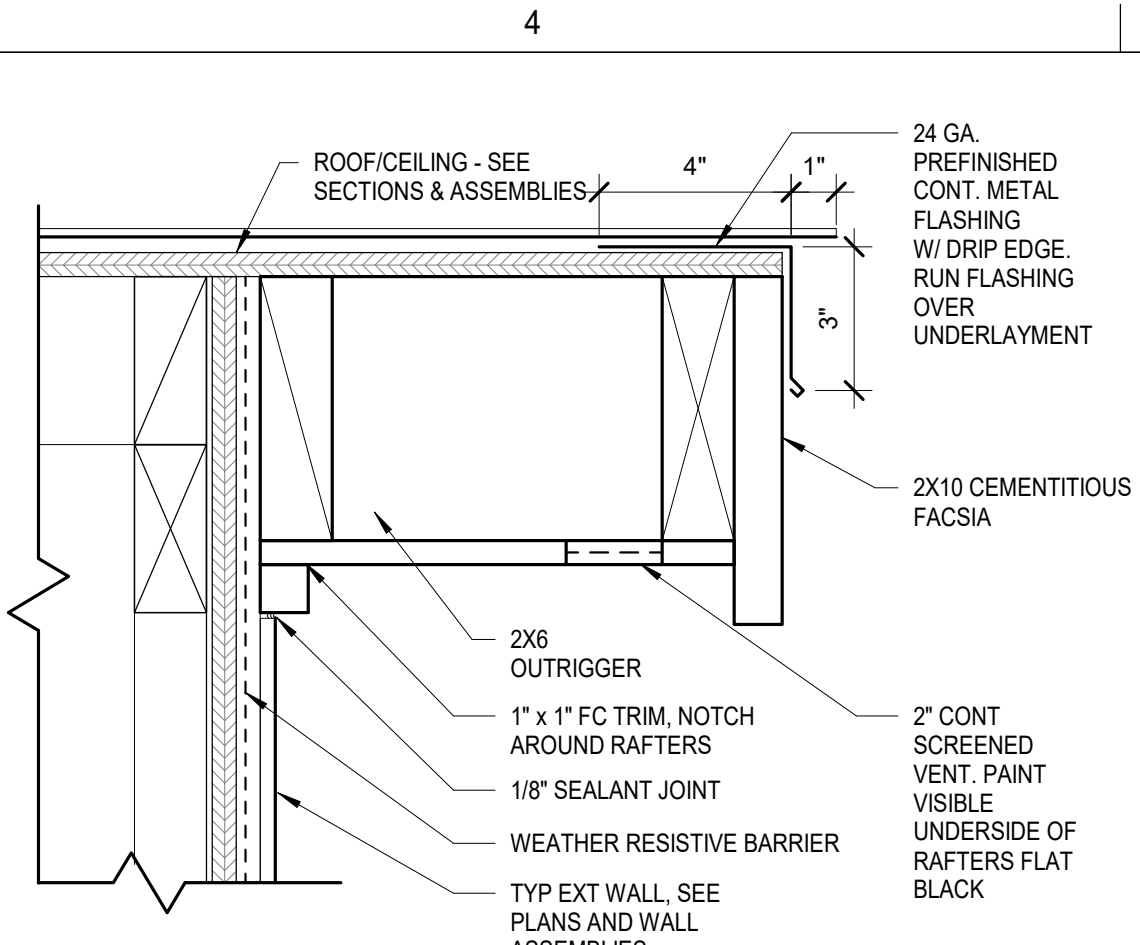 4
ROOF/CEILING - SEE
SECTIONS & ASSEMBLIES
4"
1"
24 GA.
PREFINISHED
CONT. METAL
FLASHING
W/ DRIP EDGE.
RUN FLASHING
OVER
UNDERLAYMENT
3"
2X10 CEMENTITIOUS
FACSIA
2X6
OUTRIGGER
1" x 1" FC TRIM, NOTCH
AROUND RAFTERS
1/8" SEALANT JOINT
WEATHER RESISTIVE BARRIER
TYP EXT WALL, SEE
PLANS AND WALL
ASSEMBLIES
2" CONT
SCREENED
VENT. PAINT
VISIBLE
UNDERSIDE OF
RAFTERS FLAT
BLACK